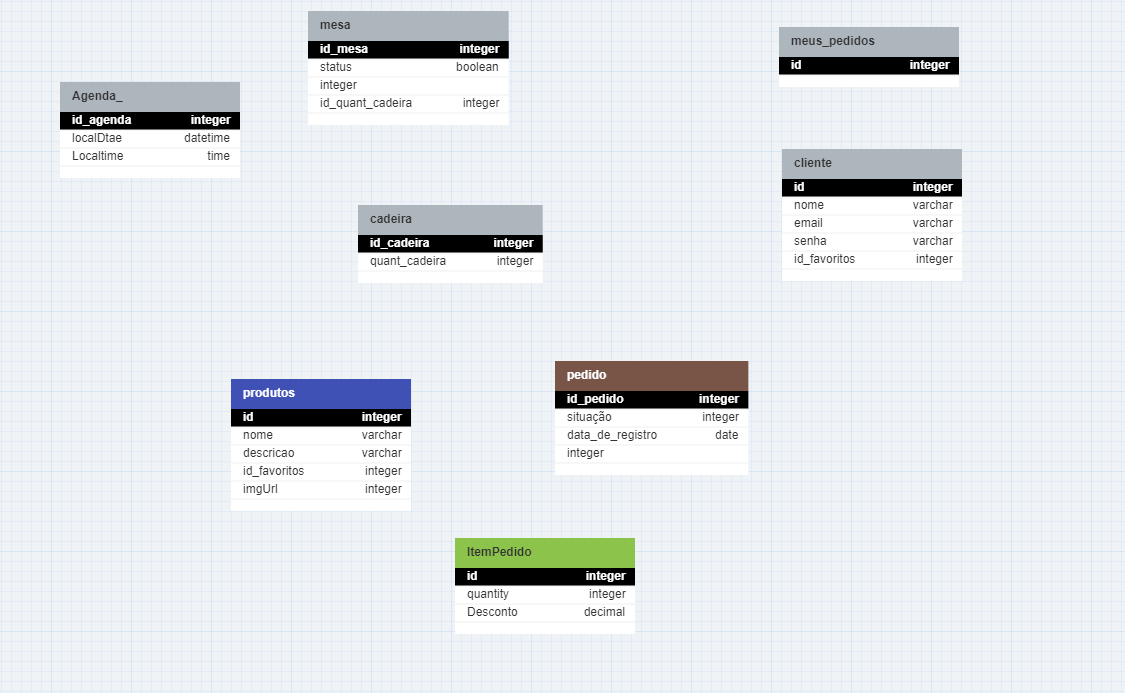 mesa
id_mesa integer
status boolean
integer
id_quant_cadeira integer
meus_pedidos
id integer
Agenda_
id_agenda integer
localDtae datetime
Localtime time
cliente
id integer
nome varchar
email varchar
senha varchar
id_favoritos integer
cadeira
id_cadeira integer
quant_cadeira integer
pedido
id_pedido integer
situação integer
data_de_registro date
integer
produtos
id integer
nome varchar
descricao varchar
id_favoritos integer
imgUrl integer
ItemPedido
id integer
quantity integer
Desconto decimal